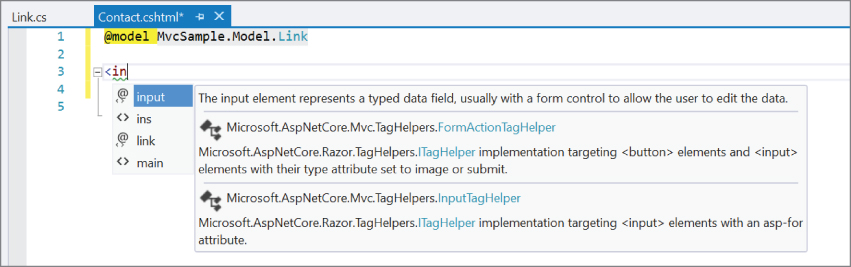 Link.cs
Contact.cshtml*
1 @model MvcSample.Model.Link
2
3 <in
4
5
input
ins
link
main
The input element represents a typed data field, usually with a form control to allow the user to edit the data.
Microsoft.AspNetCore.Mvc.TagHelpers.FormActionTagHelper
Microsoft.AspNetCore.Razor.TagHelpers.ITagHelper implementation targeting <button> elements and <input>
elements with their type attribute set to image or submit.
Microsoft.AspNetCore.Mvc.TagHelpers.InputTagHelper
Microsoft.AspNetCore.Razor.TagHelpers.ITagHelper implementation targeting <input> elements with an asp-for
attribute.